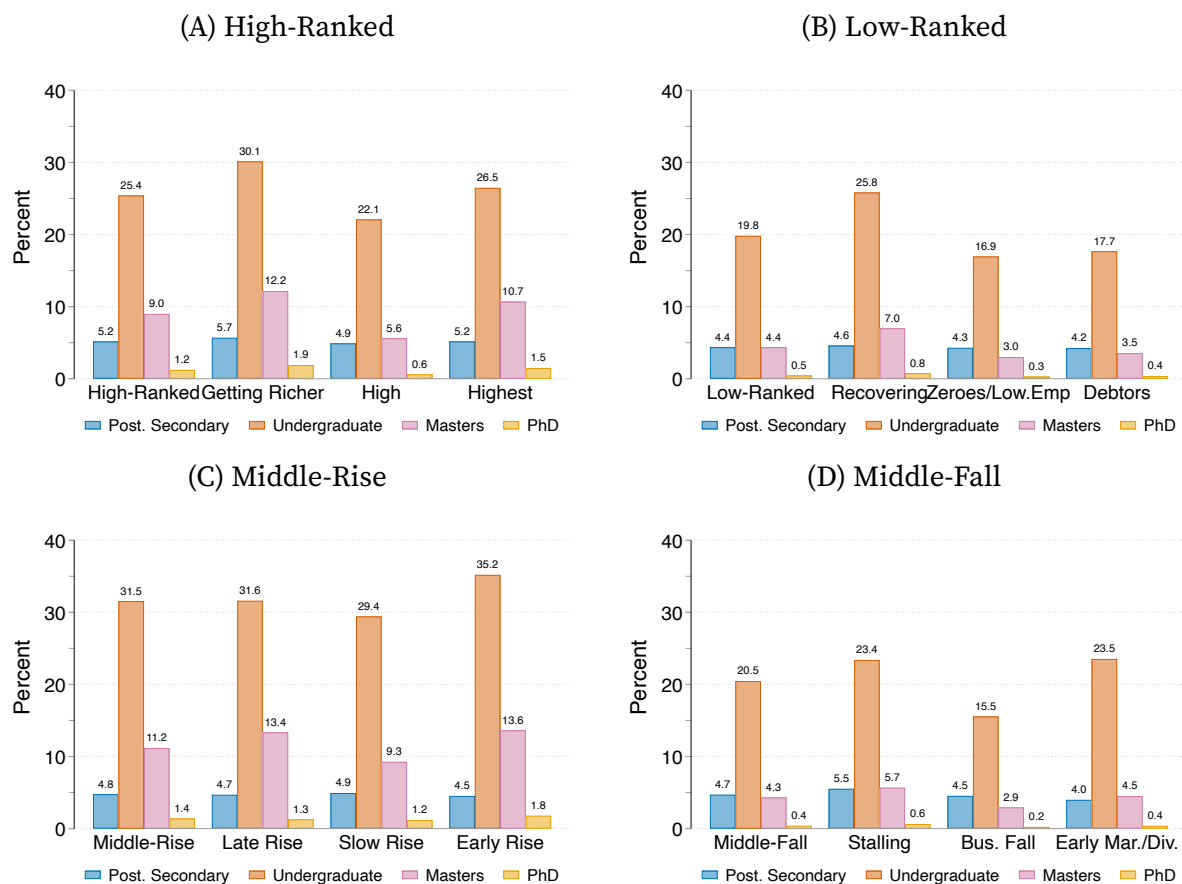 (A) High-Ranked
40
30
20
10
0
Percent
5.2 25.4 9.0 1.2
5.7 30.1 12.2 1.9
4.9 22.1 5.6 0.6
5.2 26.5 10.7 1.5
High-Ranked Getting Richer High Highest
Post. Secondary Undergraduate Masters PhD
(B) Low-Ranked
40
30
20
10
0
Percent
4.4 19.8 4.4 0.5
4.6 25.8 7.0 0.8
4.3 16.9 3.0 0.3
4.2 17.7 3.5 0.4
Low-Ranked Recovering Zeroes/Low.Emp Debtors
Post. Secondary Undergraduate Masters PhD
(C) Middle-Rise
40
30
20
10
0
Percent
4.8 31.5 11.2 1.4
4.7 31.6 13.4 1.3
4.9 29.4 9.3 1.2
4.5 35.2 13.6 1.8
Middle-Rise Late Rise Slow Rise Early Rise
Post. Secondary Undergraduate Masters PhD
(D) Middle-Fall
40
30
20
10
0
Percent
4.7 20.5 4.3 0.4
5.5 23.4 5.7 0.6
4.5 15.5 2.9 0.2
4.0 23.5 4.5 0.4
Middle-Fall Stalling Bus. Fall Early Mar./Div.
Post. Secondary Undergraduate Masters PhD